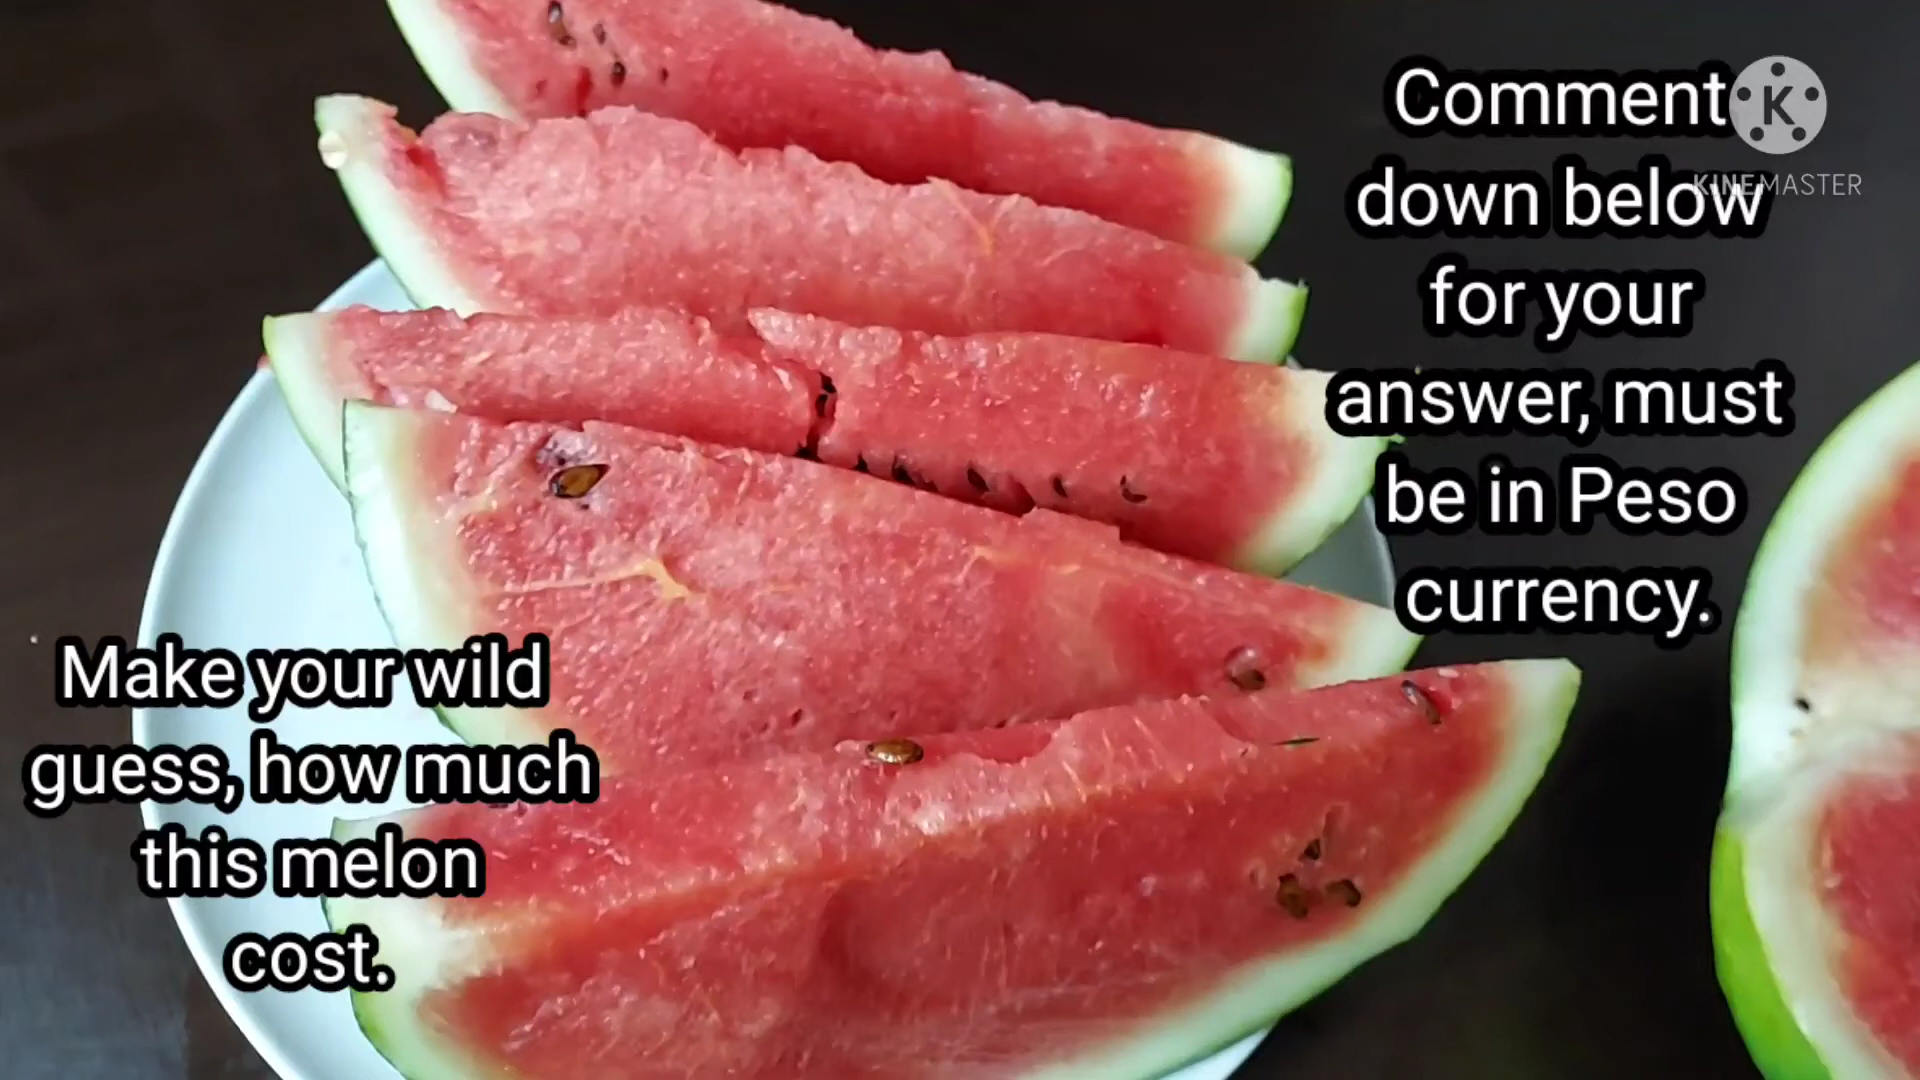 Comment
down below
for your
answer, must
be in Peso
currency.
K
KINEMASTER
Make your wild
guess, how much
this melon
cost.